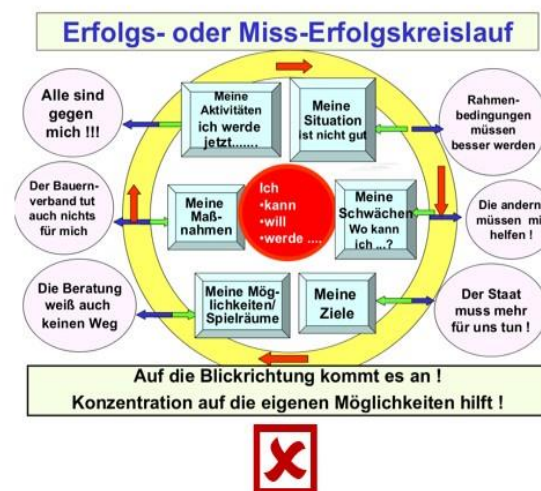 Erfolgs- oder Miss-Erfolgskreislauf
Alle sind
gegen
mich !!!
Meine
Aktivitäten
ich werde
jetzt.......
Meine
Situation
ist nicht gut
Rahmen-
bedingungen
müssen
besser werden
Der Bauern-
verband tut
auch nichts
für mich
Meine
Maß-
nahmen
Ich
•kann
•will
•werde ....
Meine
Schwächen
Wo kann
ich ...?
Die andern
müssen mi
helfen !
Die Beratung
weiß auch
keinen Weg
Meine Mög-
lichkeiten/
Spielräume
Meine
Ziele
Der Staat
muss mehr
für uns tun !
Auf die Blickrichtung kommt es an !
Konzentration auf die eigenen Möglichkeiten hilft !